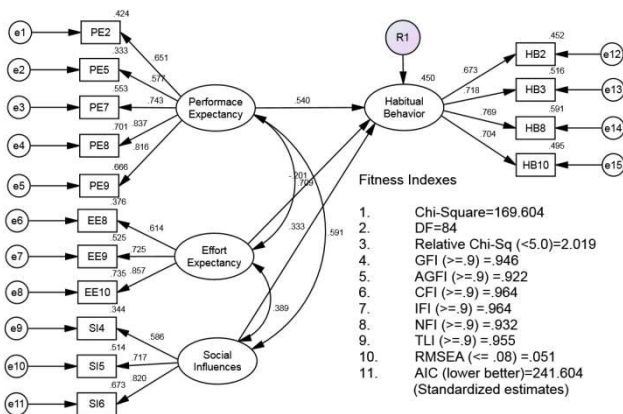 .424
e1 PE2
.333 .651
e2 PE5 .577
.553
e3 PE7 .743
.701 .837
e4 PE8 .816
.666
e5 PE9
Performace
Expectancy
.540
R1
.450
Habitual
Behavior
.452
.673 HB2 e12
.516
.718 HB3 e13
.591
.769 HB8 e14
.704 .495
HB10 e15
.376
e6 EE8 .614
.525
e7 EE9 .725
.735 .857
e8 EE10
Effort
Expectancy
-.201
.709
.333
.591
.389
.344
e9 SI4 .586
.514
e10 SI5 .717
.673 .820
e11 SI6
Social
Influences
Fitness Indexes
1. Chi-Square=169.604
2. DF=84
3. Relative Chi-Sq (<5.0)=2.019
4. GFI (>=.9) =.946
5. AGFI (>=.9) =.922
6. CFI (>=.9) =.964
7. IFI (>=.9) =.964
8. NFI (>=.9) =.932
9. TLI (>=.9) =.955
10. RMSEA (<= .08) =.051
11. AIC (lower better)=241.604
(Standardized estimates)